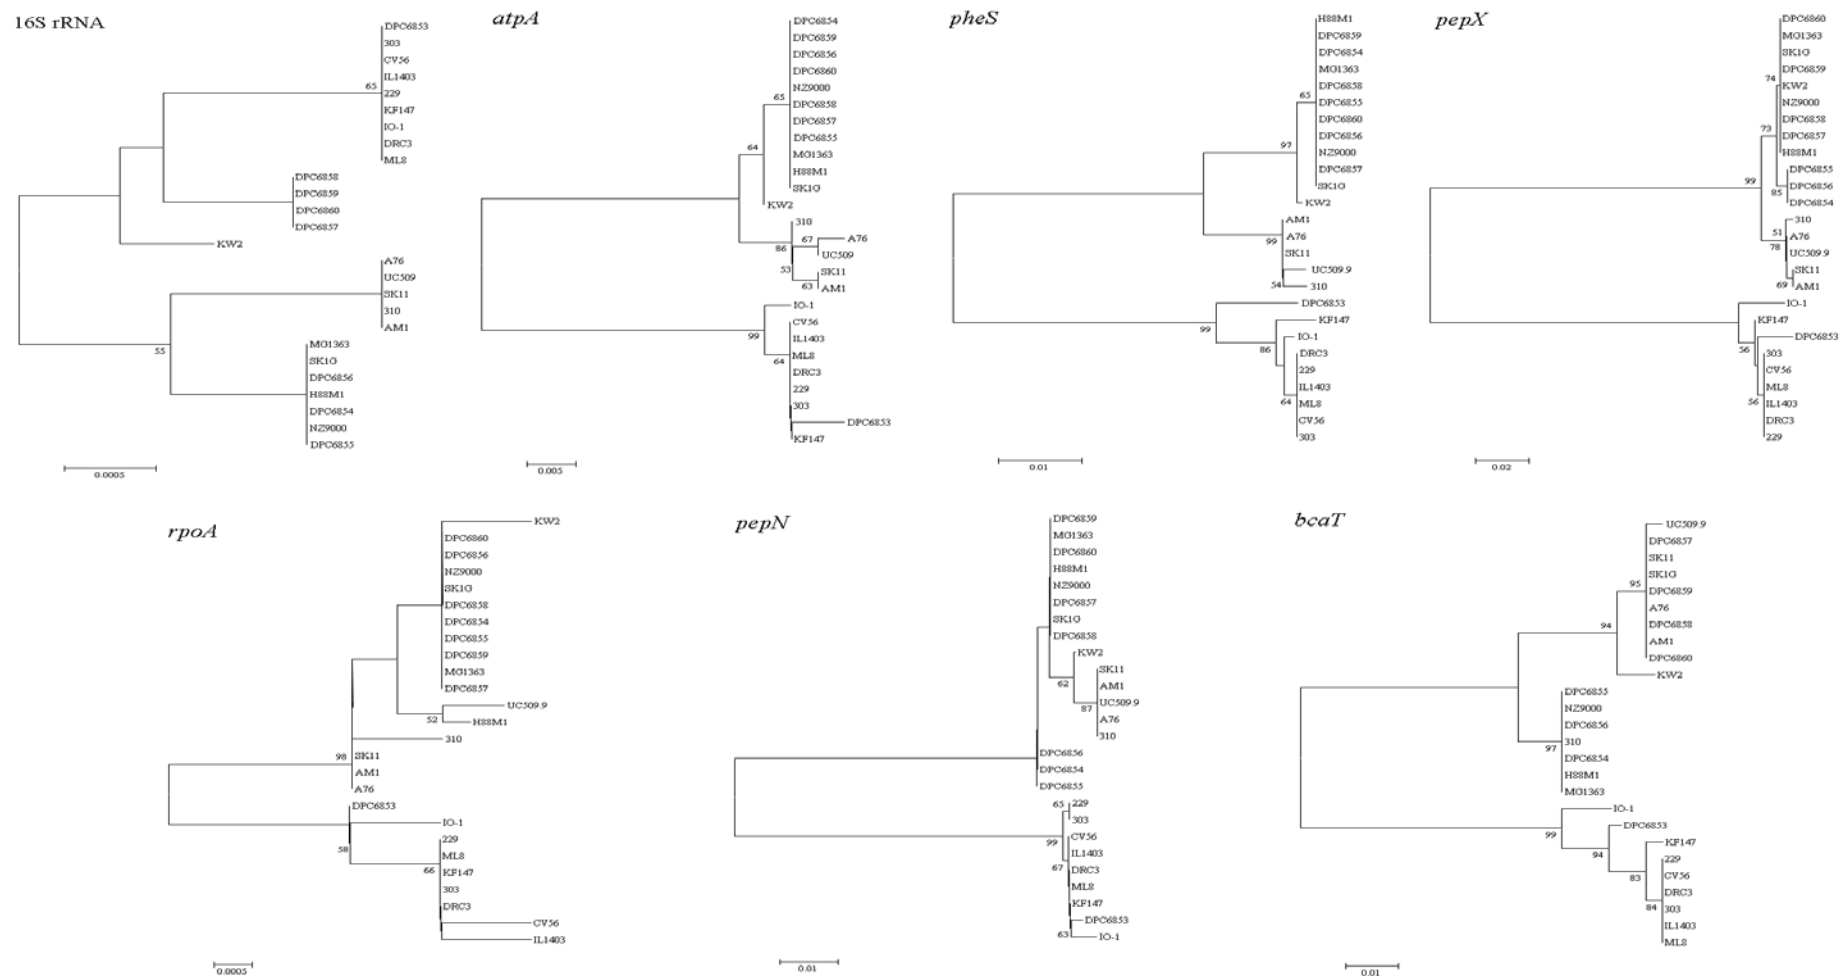 16S rRNA
DPC6853
303
CV56
IL1403
65
229
KF147
IO-1
DRC3
ML8
DPC6858
DPC6859
DPC6860
DPC6857
KW2
A76
UC509
SK11
310
AM1
55
MG1363
SK1G
DPC6856
H88M1
DPC6854
NZ9000
DPC6855
0.0005
atpA
DPC6854
DPC6859
DPC6856
DPC6860
NZ9000
65
DPC6858
DPC6857
DPC6855
64
MG1363
H88M1
SK1G
KW2
310
67
A76
86
UC509
53
SK11
63
AM1
IO-1
CV56
99
IL1403
ML8
64
DRC3
229
303
DPC6853
KF147
0.005
pheS
H88M1
DPC6859
DPC6854
MG1363
DPC6858
65
DPC6855
DPC6860
DPC6856
97
NZ9000
DPC6857
SK1G
KW2
AM1
99
A76
SK11
UC509.9
54
310
DPC6853
99
KF147
IO-1
86
DRC3
229
IL1403
64
ML8
CV56
303
0.01
pepX
DPC6860
MG1363
SK1G
DPC6859
74
KW2
NZ9000
DPC6858
73
DPC6857
H88M1
DPC6855
99
85
DPC6856
DPC6854
310
51
A76
78
UC509.9
SK11
69
AM1
IO-1
KF147
DPC6853
56
303
CV56
ML8
56
IL1403
DRC3
229
0.02
rpoA
KW2
DPC6860
DPC6856
NZ9000
SK1G
DPC6858
DPC6854
DPC6855
DPC6859
MG1363
DPC6857
UC509.9
52
H88M1
310
98
SK11
AM1
A76
DPC6853
IO-1
229
58
ML8
66
KF147
303
DRC3
CV56
IL1403
0.0005
pepN
DPC6859
MG1363
DPC6860
H88M1
NZ9000
DPC6857
SK1G
DPC6858
KW2
SK11
62
AM1
87
UC509.9
A76
310
DPC6856
DPC6854
DPC6855
65
229
303
99
CV56
IL1403
67
DRC3
ML8
KF147
DPC6853
63
IO-1
0.01
bcaT
UC509.9
DPC6857
SK11
SK1G
95
DPC6859
A76
94
DPC6858
AM1
DPC6860
KW2
DPC6855
NZ9000
DPC6856
97
310
DPC6854
H88M1
MG1363
IO-1
99
DPC6853
94
KF147
229
83
CV56
DRC3
84
303
IL1403
ML8
0.01